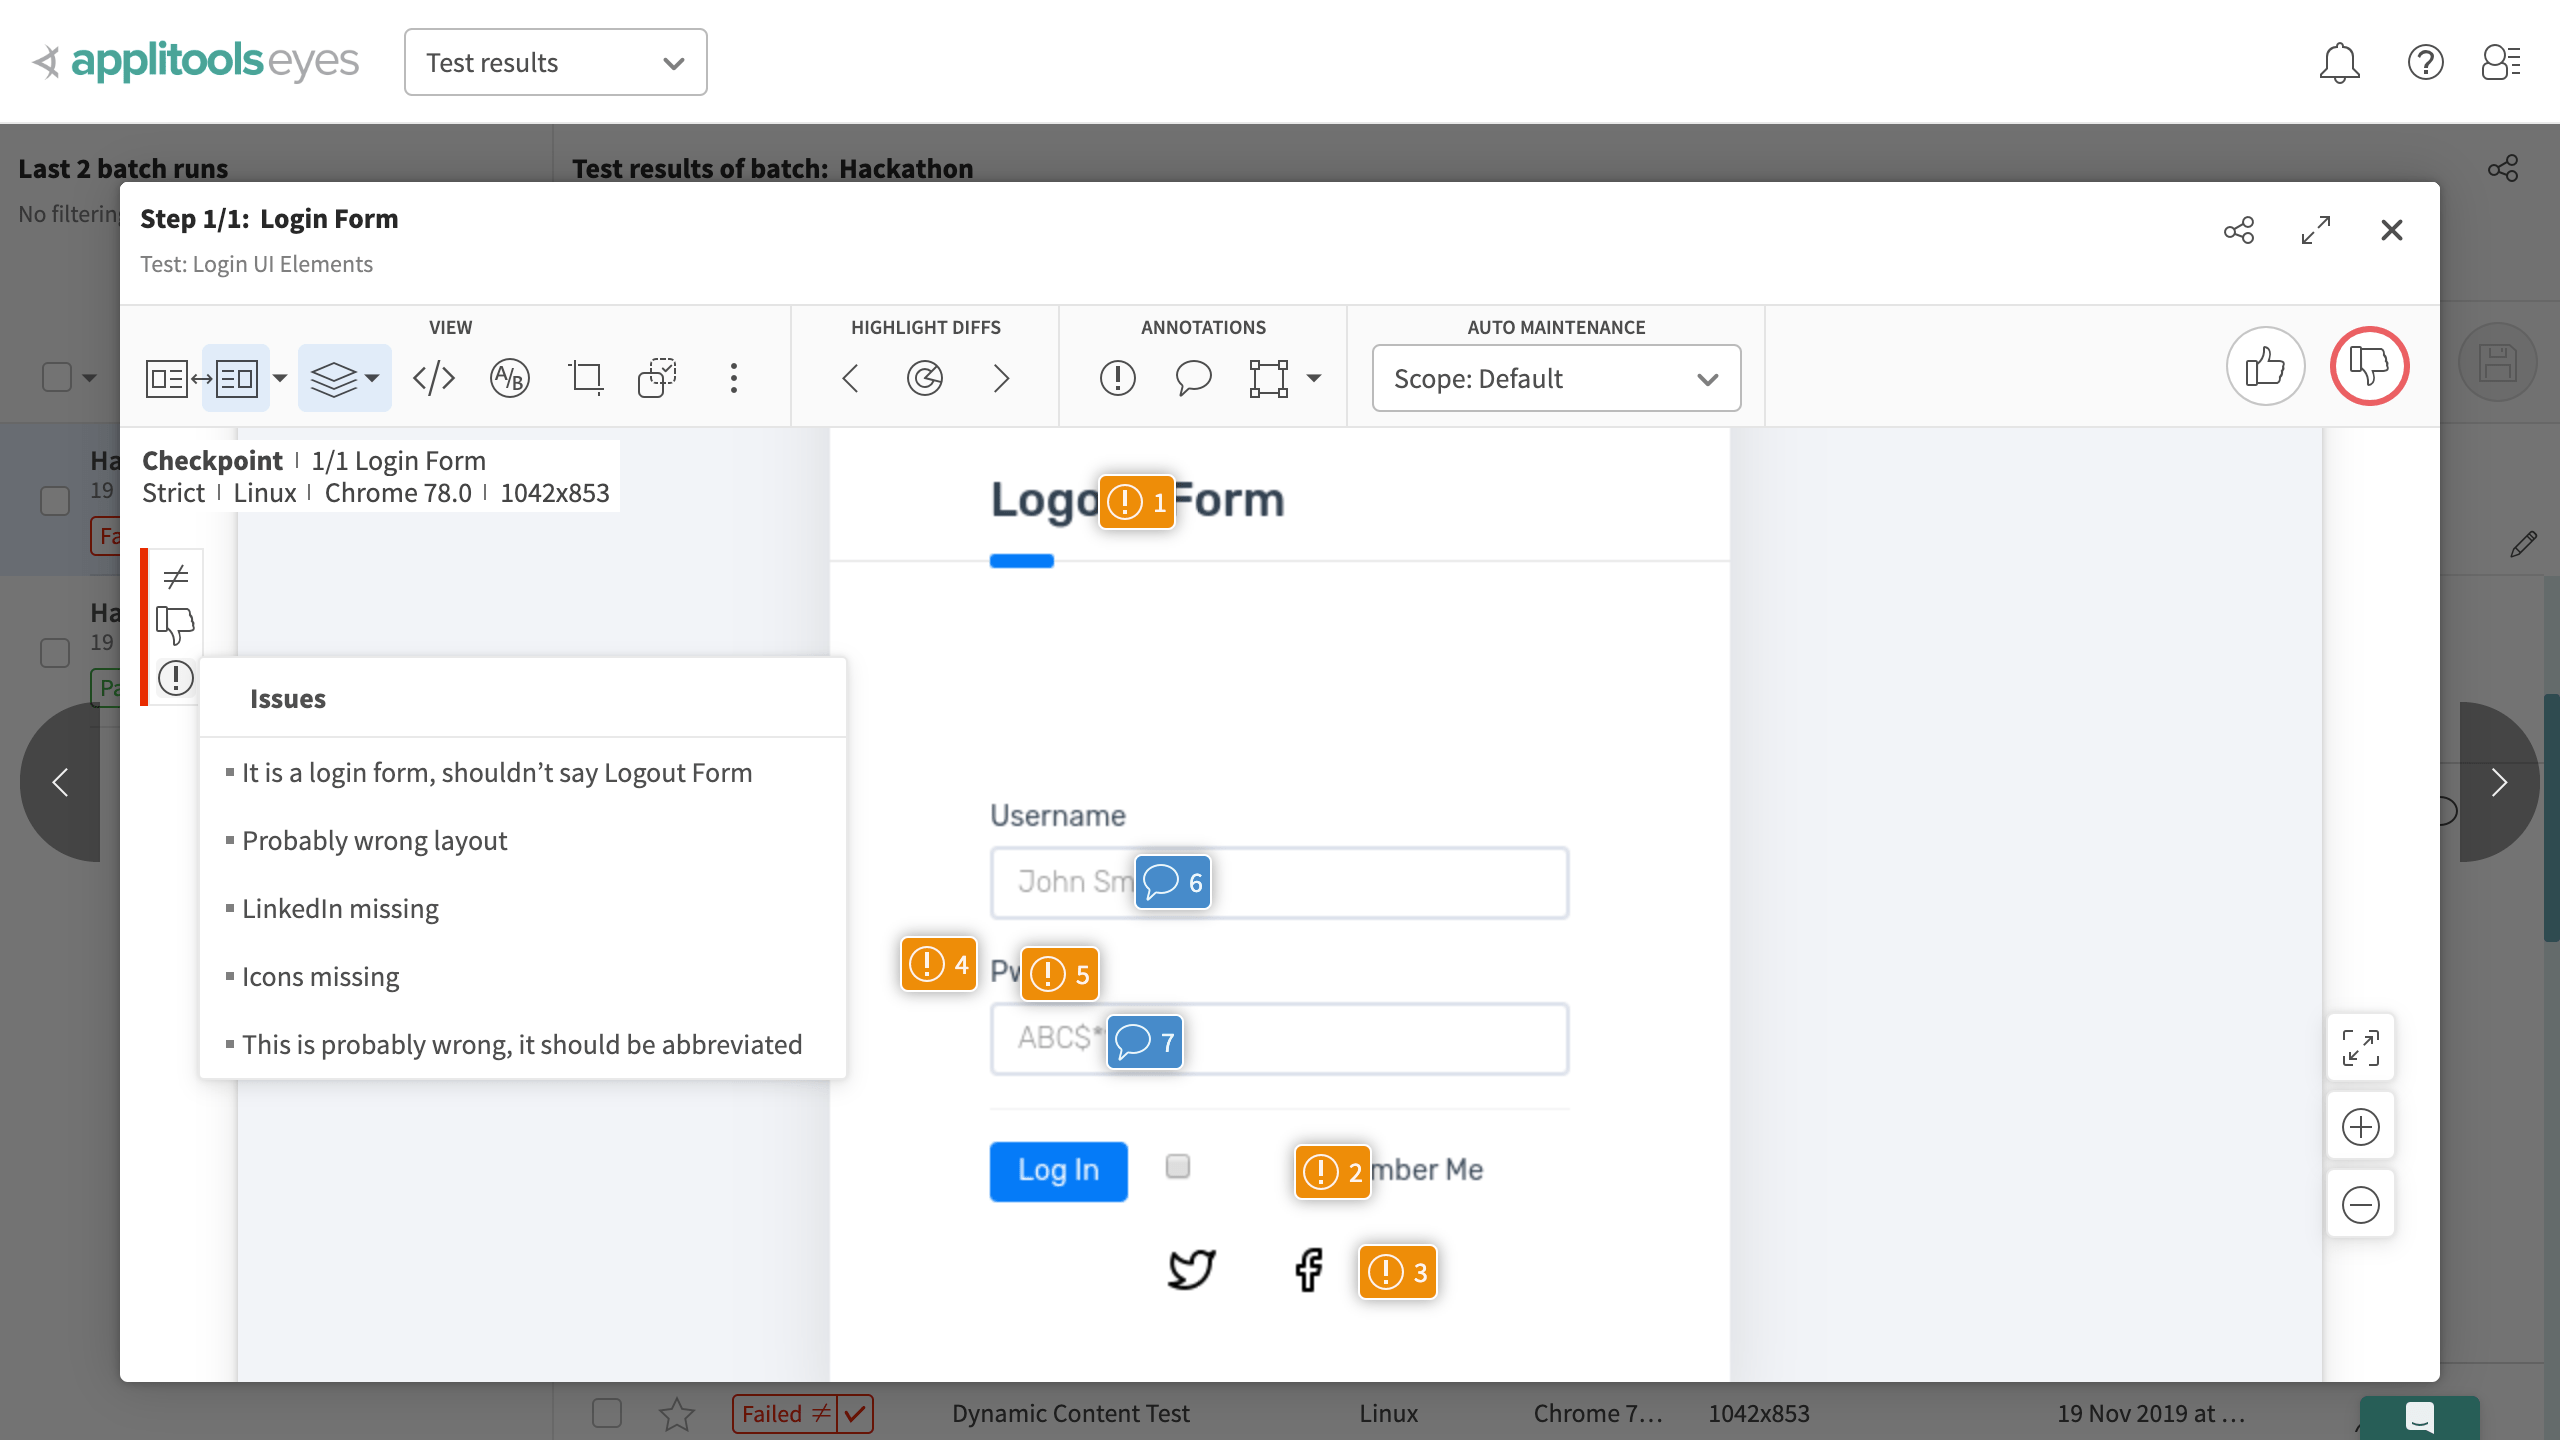 applitools eyes
Test results
Last 2 batch runs
Test results of batch: Hackathon
No filtering
Step 1/1: Login Form
Test: Login UI Elements
VIEW
HIGHLIGHT DIFFS
ANNOTATIONS
AUTO MAINTENANCE
A/B
Scope: Default
Checkpoint | 1/1 Login Form
Strict | Linux | Chrome 78.0 | 1042x853
Ha
19
Fa
Ha
19
Pa
Issues
It is a login form, shouldn’t say Logout Form
Probably wrong layout
LinkedIn missing
Icons missing
This is probably wrong, it should be abbreviated
Logo 1 Form
Username
John Sm 6
4 Pw 5
ABC$* 7
Log In 2 mber Me
3
Failed ≠ Dynamic Content Test Linux Chrome 7... 1042x853 19 Nov 2019 at ...